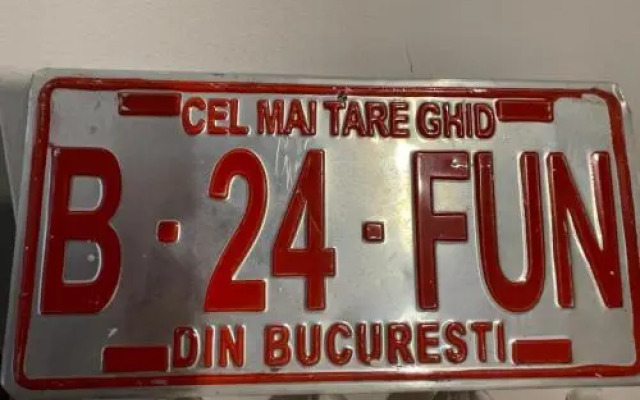 CEL MAI TARE GHID
B·24·FUN
DIN BUCURESTI